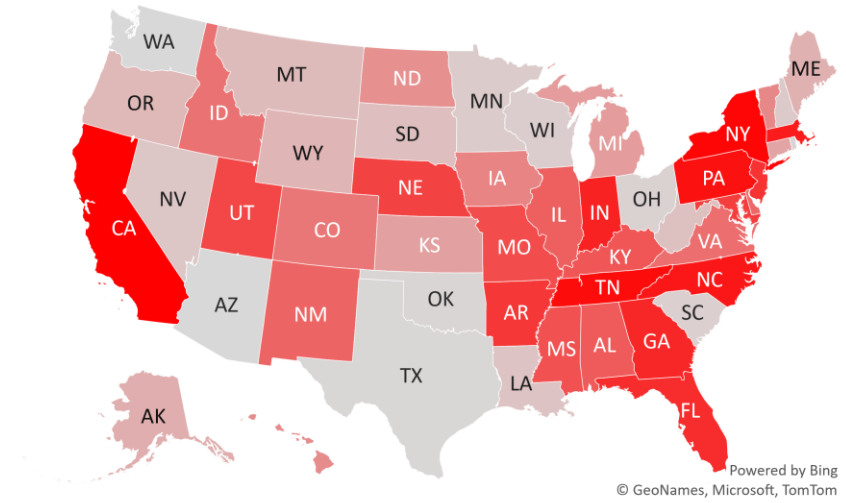 WA
MT
ND
MN
ME
OR
ID
SD
WI
MI
NY
WY
IA
PA
NV
NE
OH
UT
CO
IL
IN
CA
KS
MO
KY
VA
AZ
NM
OK
AR
TN
NC
SC
MS
AL
GA
TX
LA
AK
FL
Powered by Bing
© GeoNames, Microsoft, TomTom